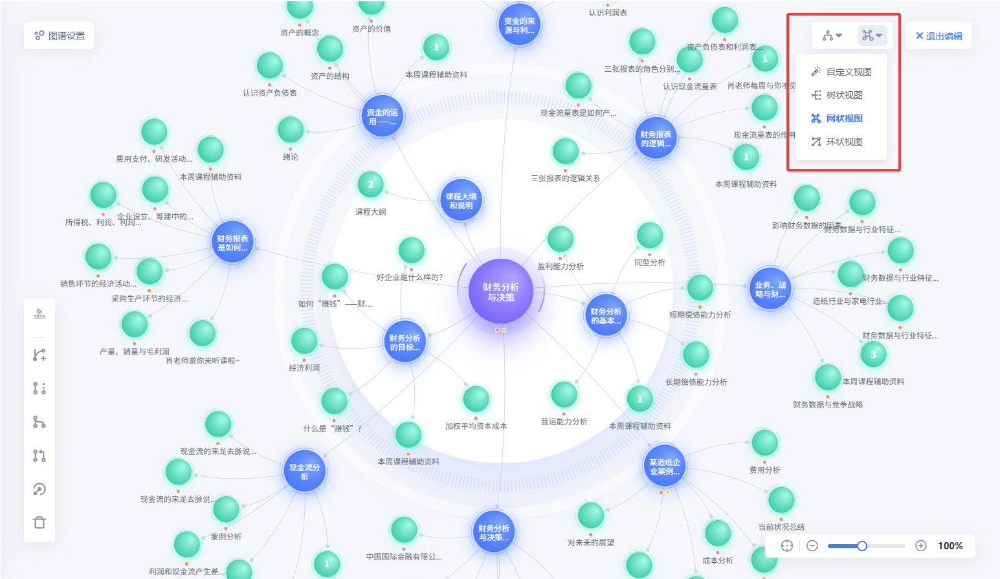 图谱设置
退出编辑
自定义视图
树状视图
网状视图
环状视图
认识利润表
资产的概念
资产的价值
资金的来
源与利...
资产负债表和利润表...
1
三张报表的角色分别...
1
资产的结构
本周课程辅助资料
认识资产负债表
认识现金流量表
肖老师每周与你不见
现金流量表是如何产...
资金的运
用——...
财务报表
的逻辑...
现金流量表的作用
绪论
费用支付、研发活动...
本周课程辅助资料
三张报表的逻辑关系
1
本周课程辅助资料
2
课程大纲
课程大纲
和说明
所得税、利润、利润...
企业设立、筹建中的...
影响财务数据的因素
财务数据与行业特征...
财务报表
是如何...
盈利能力分析
同型分析
好企业是什么样的?
销售环节的经济活动...
采购生产环节的经济...
如何“赚钱”——财...
财务分析
与决策
业务、战
略与财...
财务数据与行业特征...
造纸行业与家电行业...
短期偿债能力分析
财务分析
的基本...
财务数据与行业特征...
产量、销量与毛利润
肖老师邀你来听课啦~
财务分析
的目标...
经济利润
3
本周课程辅助资料
长期偿债能力分析
财务数据与竞争战略
1
什么是“赚钱”?
加权平均资本成本
营运能力分析
本周课程辅助资料
现金流的来龙去脉说...
本周课程辅助资料
现金流分
析
某造纸企
业案例...
费用分析
现金流的来龙去脉说...
案例分析
当前状况总结
财务分析
与决策...
对未来的展望
中国国际金融有限公...
成本分析
利润和现金流产生差...
1
100%